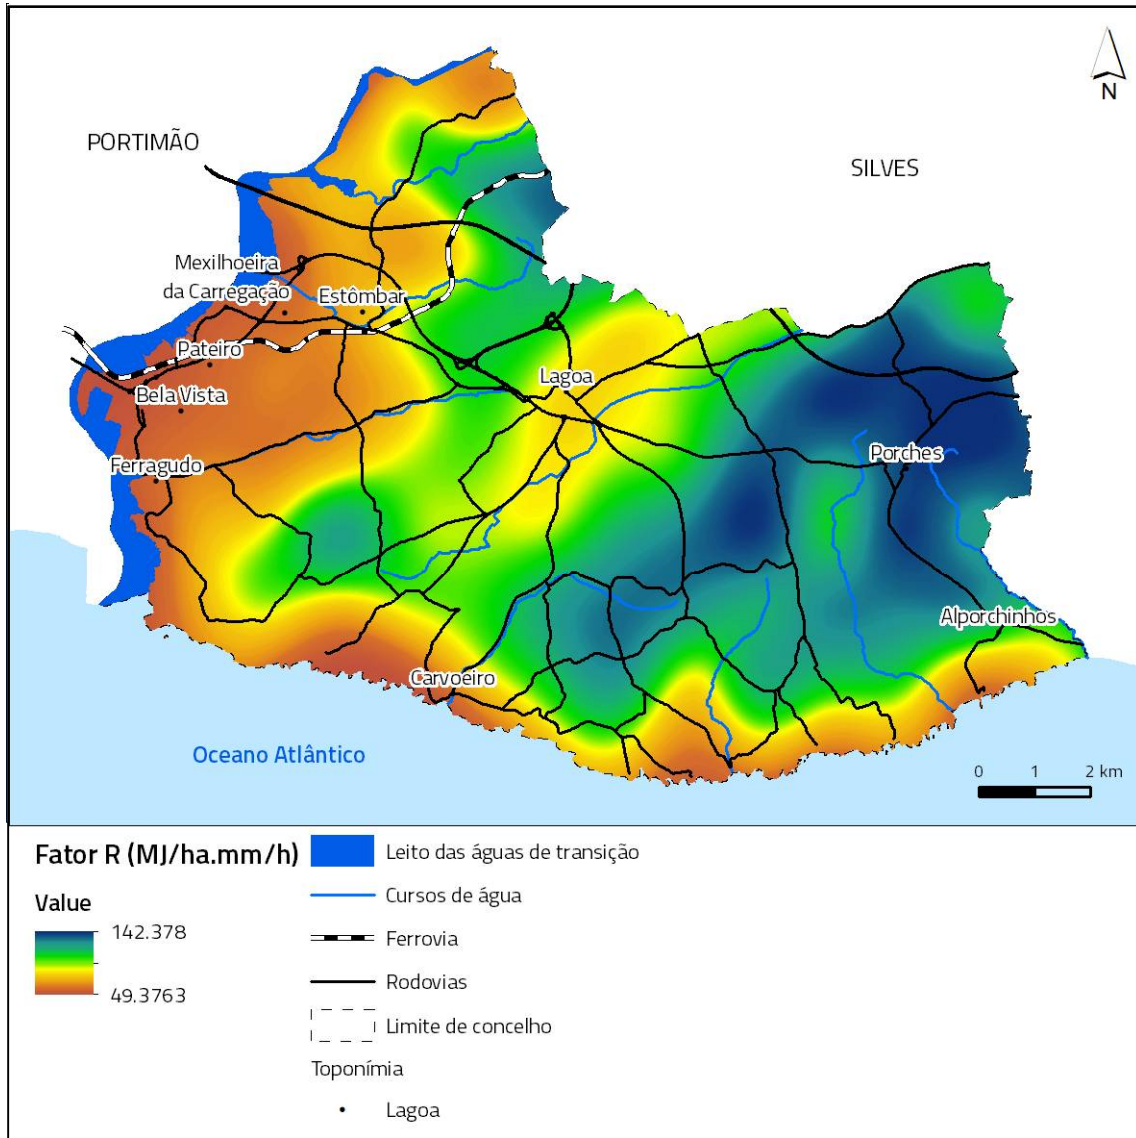 N
PORTIMÃO
SILVES
Mexilhoeira
da Carregação
Estômbar
Pateiro
Lagoa
Bela Vista
Porches
Ferragudo
Alporchinhos
Carvoeiro
Oceano Atlântico
0 1 2 km
Fator R (MJ/ha.mm/h)
Value
142.378
49.3763
Leito das águas de transição
Cursos de água
Ferrovia
Rodovias
Limite de concelho
Toponímia
Lagoa